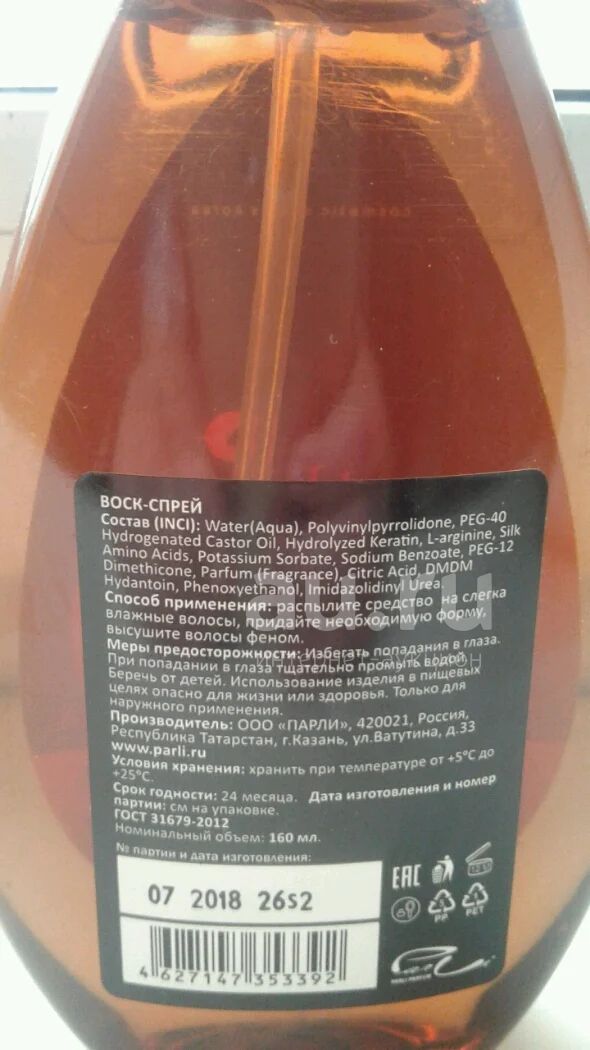 ВОСК-СПРЕЙ
Состав (INCI): Water(Aqua), Polyvinylpyrrolidone, PEG-40
Hydrogenated Castor Oil, Hydrolyzed Keratin, L-arginine, Silk
Amino Acids, Potassium Sorbate, Sodium Benzoate, PEG-12
Dimethicone, Parfum (Fragrance), Citric Acid, DMDM
Hydantoin, Phenoxyethanol, Imidazolidinyl Urea.
Способ применения: распылите средство на слегка
влажные волосы, придайте необходимую форму,
высушите волосы феном.
Меры предосторожности: Избегать попадания в глаза.
При попадании в глаза тщательно промыть водой.
Беречь от детей. Использование изделия в пищевых
целях опасно для жизни или здоровья. Только для
наружного применения.
Производитель: ООО «ПАРЛИ», 420021, Россия,
Республика Татарстан, г.Казань, ул.Ватутина, д.33
www.parli.ru
Условия хранения: хранить при температуре от +5°С до
+25°С.
Срок годности: 24 месяца. Дата изготовления и номер
партии: см на упаковке.
ГОСТ 31679-2012
Номинальный объем: 160 мл.
№ партии и дата изготовления:
07 2018 26s2
4 627147 353392
EAC
5
PP
PET
PARLI PARFUM
au.ru